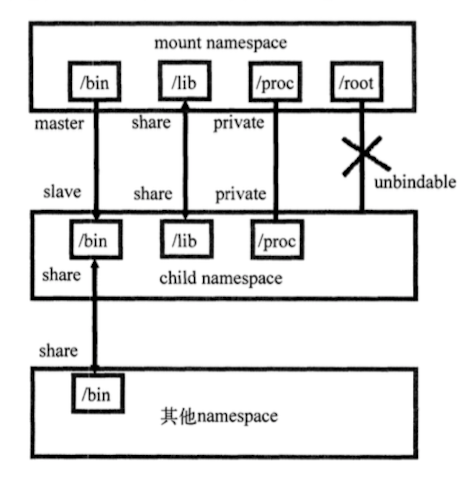 mount namespace
/bin /lib /proc /root
master share private
unbindable
slave share private
/bin /lib /proc
share child namespace
share
/bin
其他namespace